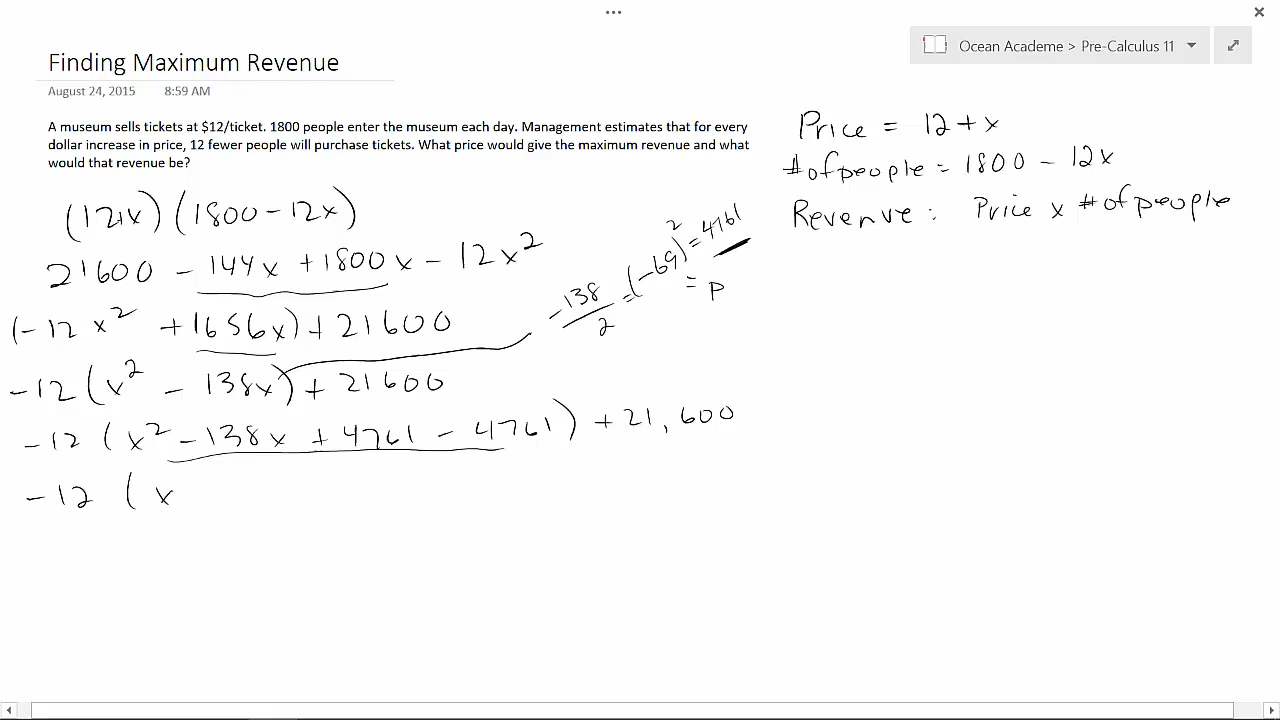 Ocean Academe > Pre-Calculus 11
Finding Maximum Revenue
August 24, 2015 8:59 AM
A museum sells tickets at $12/ticket. 1800 people enter the museum each day. Management estimates that for every
dollar increase in price, 12 fewer people will purchase tickets. What price would give the maximum revenue and what
would that revenue be?
Price = 12 + x
# of people = 1800 - 12x
Revenue : Price x # of people
(12+x) (1800 - 12x)
21600 - 144x + 1800x - 12x²
(-12x² + 1656x) + 21600
-12 (x² - 138x) + 21600
-138/2 = (-69)² = 4761
= p
-12 (x² - 138x + 4761 - 4761) + 21,600
-12 (x